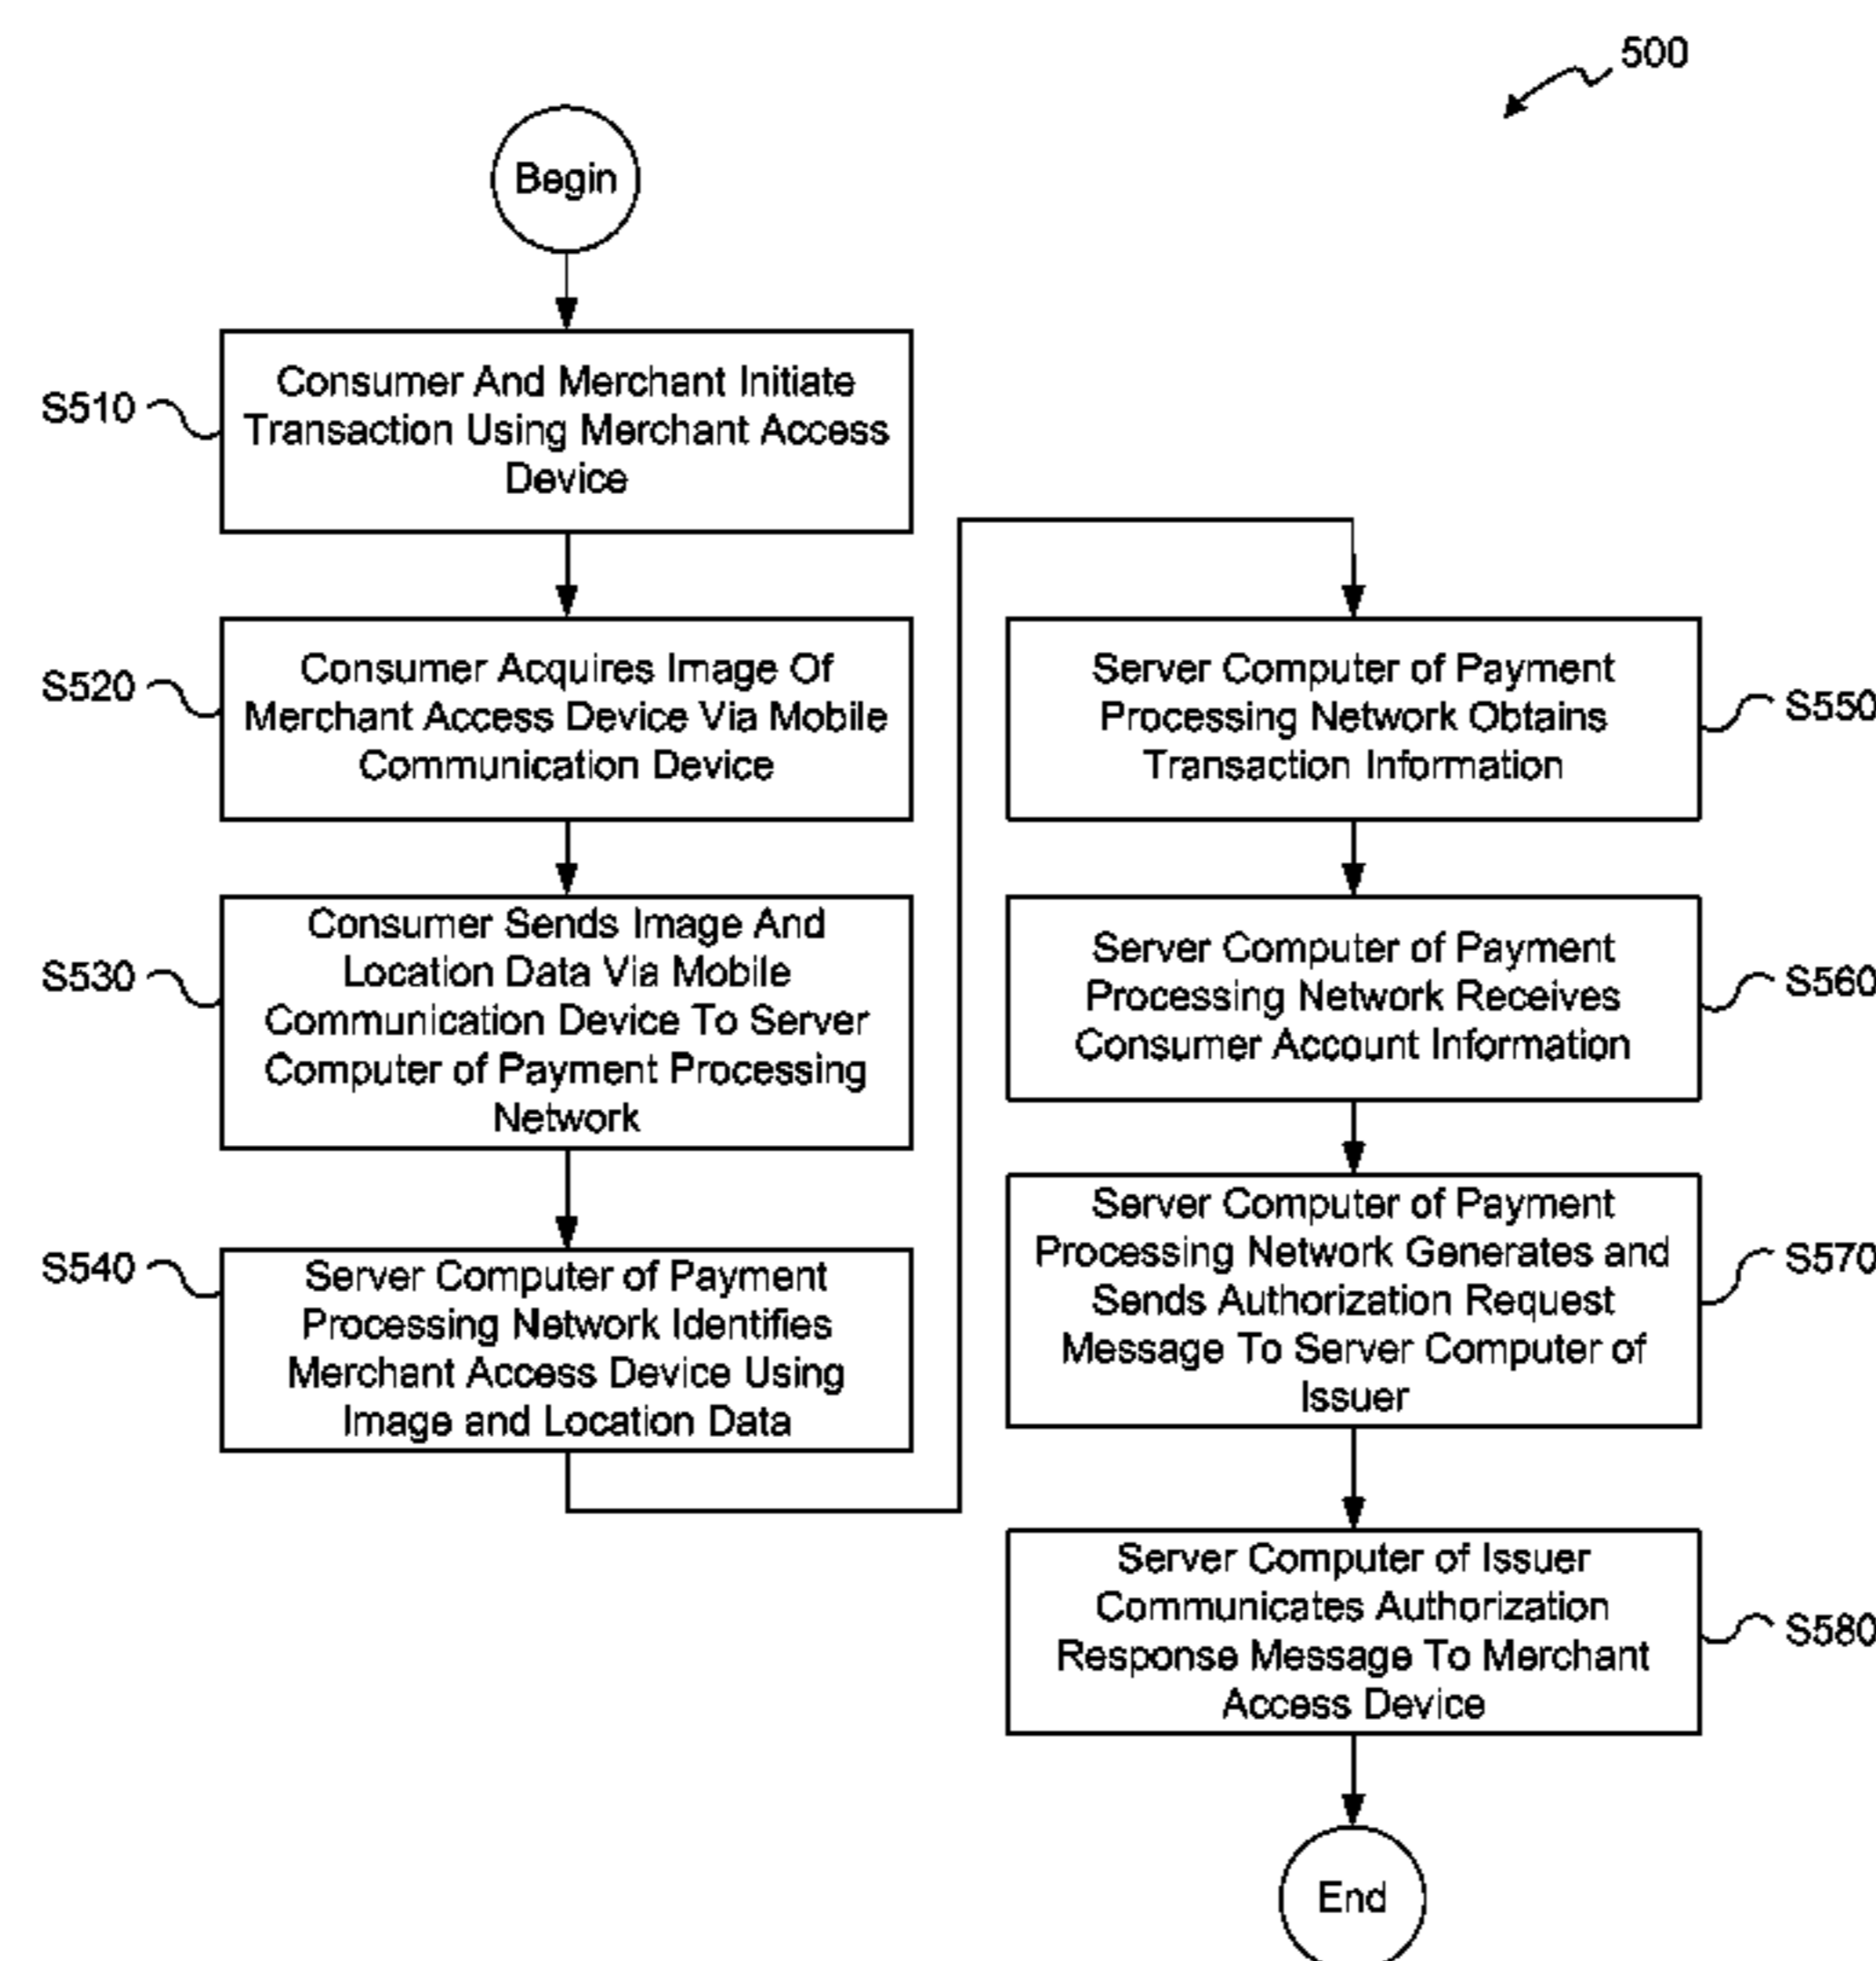 500
Begin
S510
Consumer And Merchant Initiate
Transaction Using Merchant Access
Device
S520
Consumer Acquires Image Of
Merchant Access Device Via Mobile
Communication Device
S530
Consumer Sends Image And
Location Data Via Mobile
Communication Device To Server
Computer of Payment Processing
Network
S540
Server Computer of Payment
Processing Network Identifies
Merchant Access Device Using
Image and Location Data
Server Computer of Payment
Processing Network Obtains
Transaction Information
S550
Server Computer of Payment
Processing Network Receives
Consumer Account Information
S560
Server Computer of Payment
Processing Network Generates and
Sends Authorization Request
Message To Server Computer of
Issuer
S570
Server Computer of Issuer
Communicates Authorization
Response Message To Merchant
Access Device
S580
End